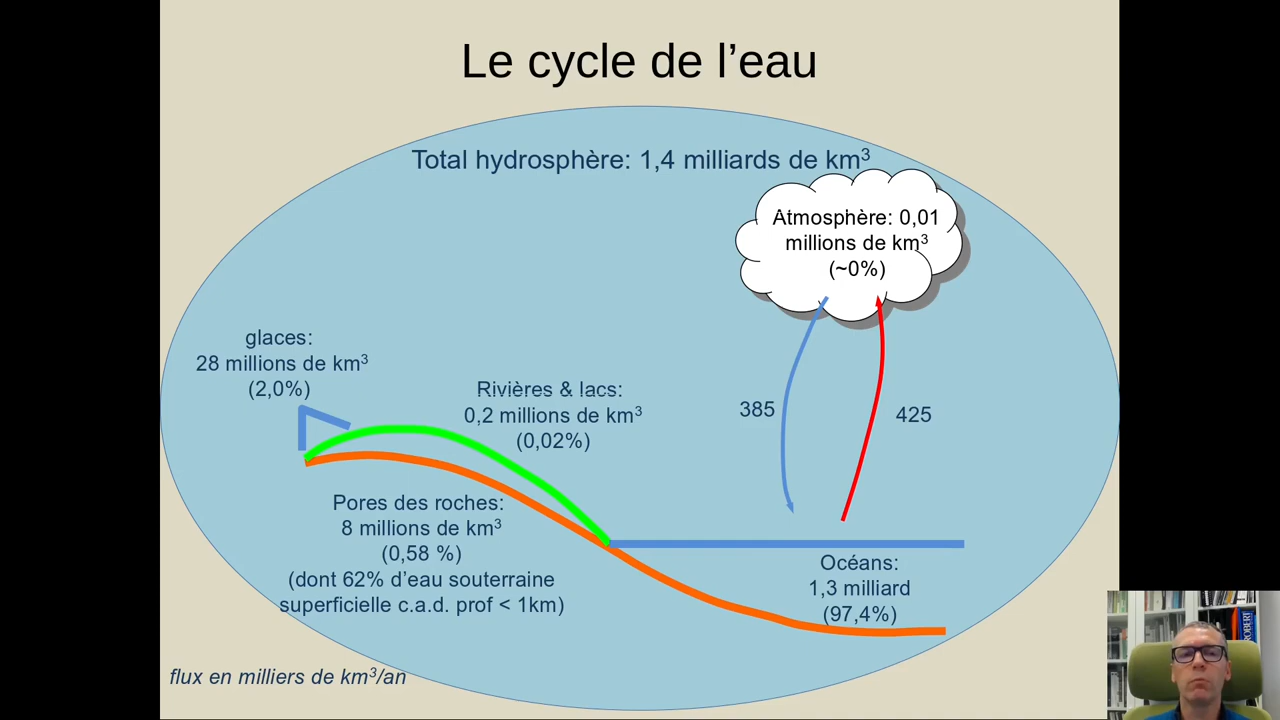 Le cycle de l’eau
Total hydrosphère: 1,4 milliards de km³
Atmosphère: 0,01
millions de km³
(~0%)
glaces:
28 millions de km³
(2,0%)
Rivières & lacs:
0,2 millions de km³
(0,02%)
385
425
Pores des roches:
8 millions de km³
(0,58 %)
(dont 62% d’eau souterraine
superficielle c.a.d. prof < 1km)
Océans:
1,3 milliard
(97,4%)
flux en milliers de km³/an
ROBERT